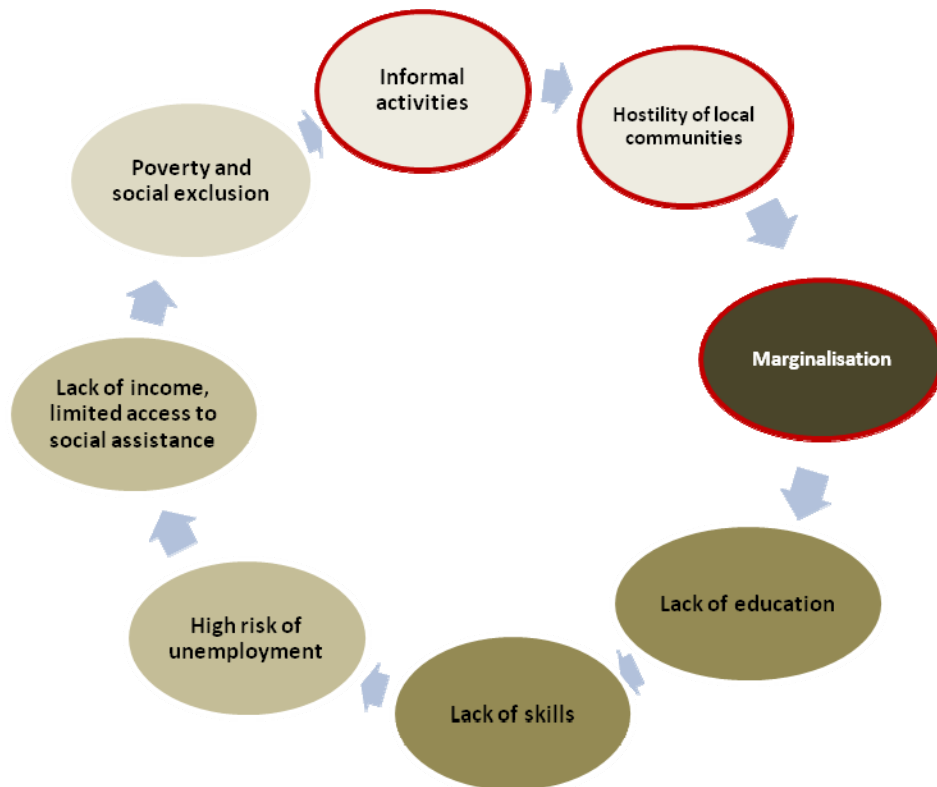 Informal
activities
Hostility of local
communities
Marginalisation
Lack of education
Lack of skills
High risk of
unemployment
Lack of income,
limited access to
social assistance
Poverty and
social exclusion